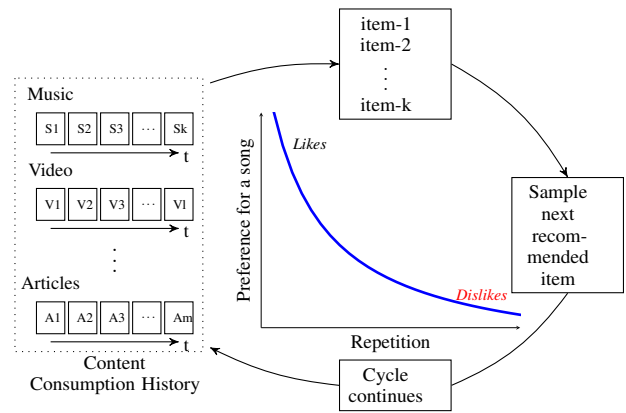 item-1
item-2
.
.
.
item-k
Music
S1 S2 S3 ... Sk
t
Video
V1 V2 V3 ... Vl
t
.
.
.
Articles
A1 A2 A3 ... Am
t
Content
Consumption History
Preference for a song
Likes
Dislikes
Repetition
Sample
next
recom-
mended
item
Cycle
continues